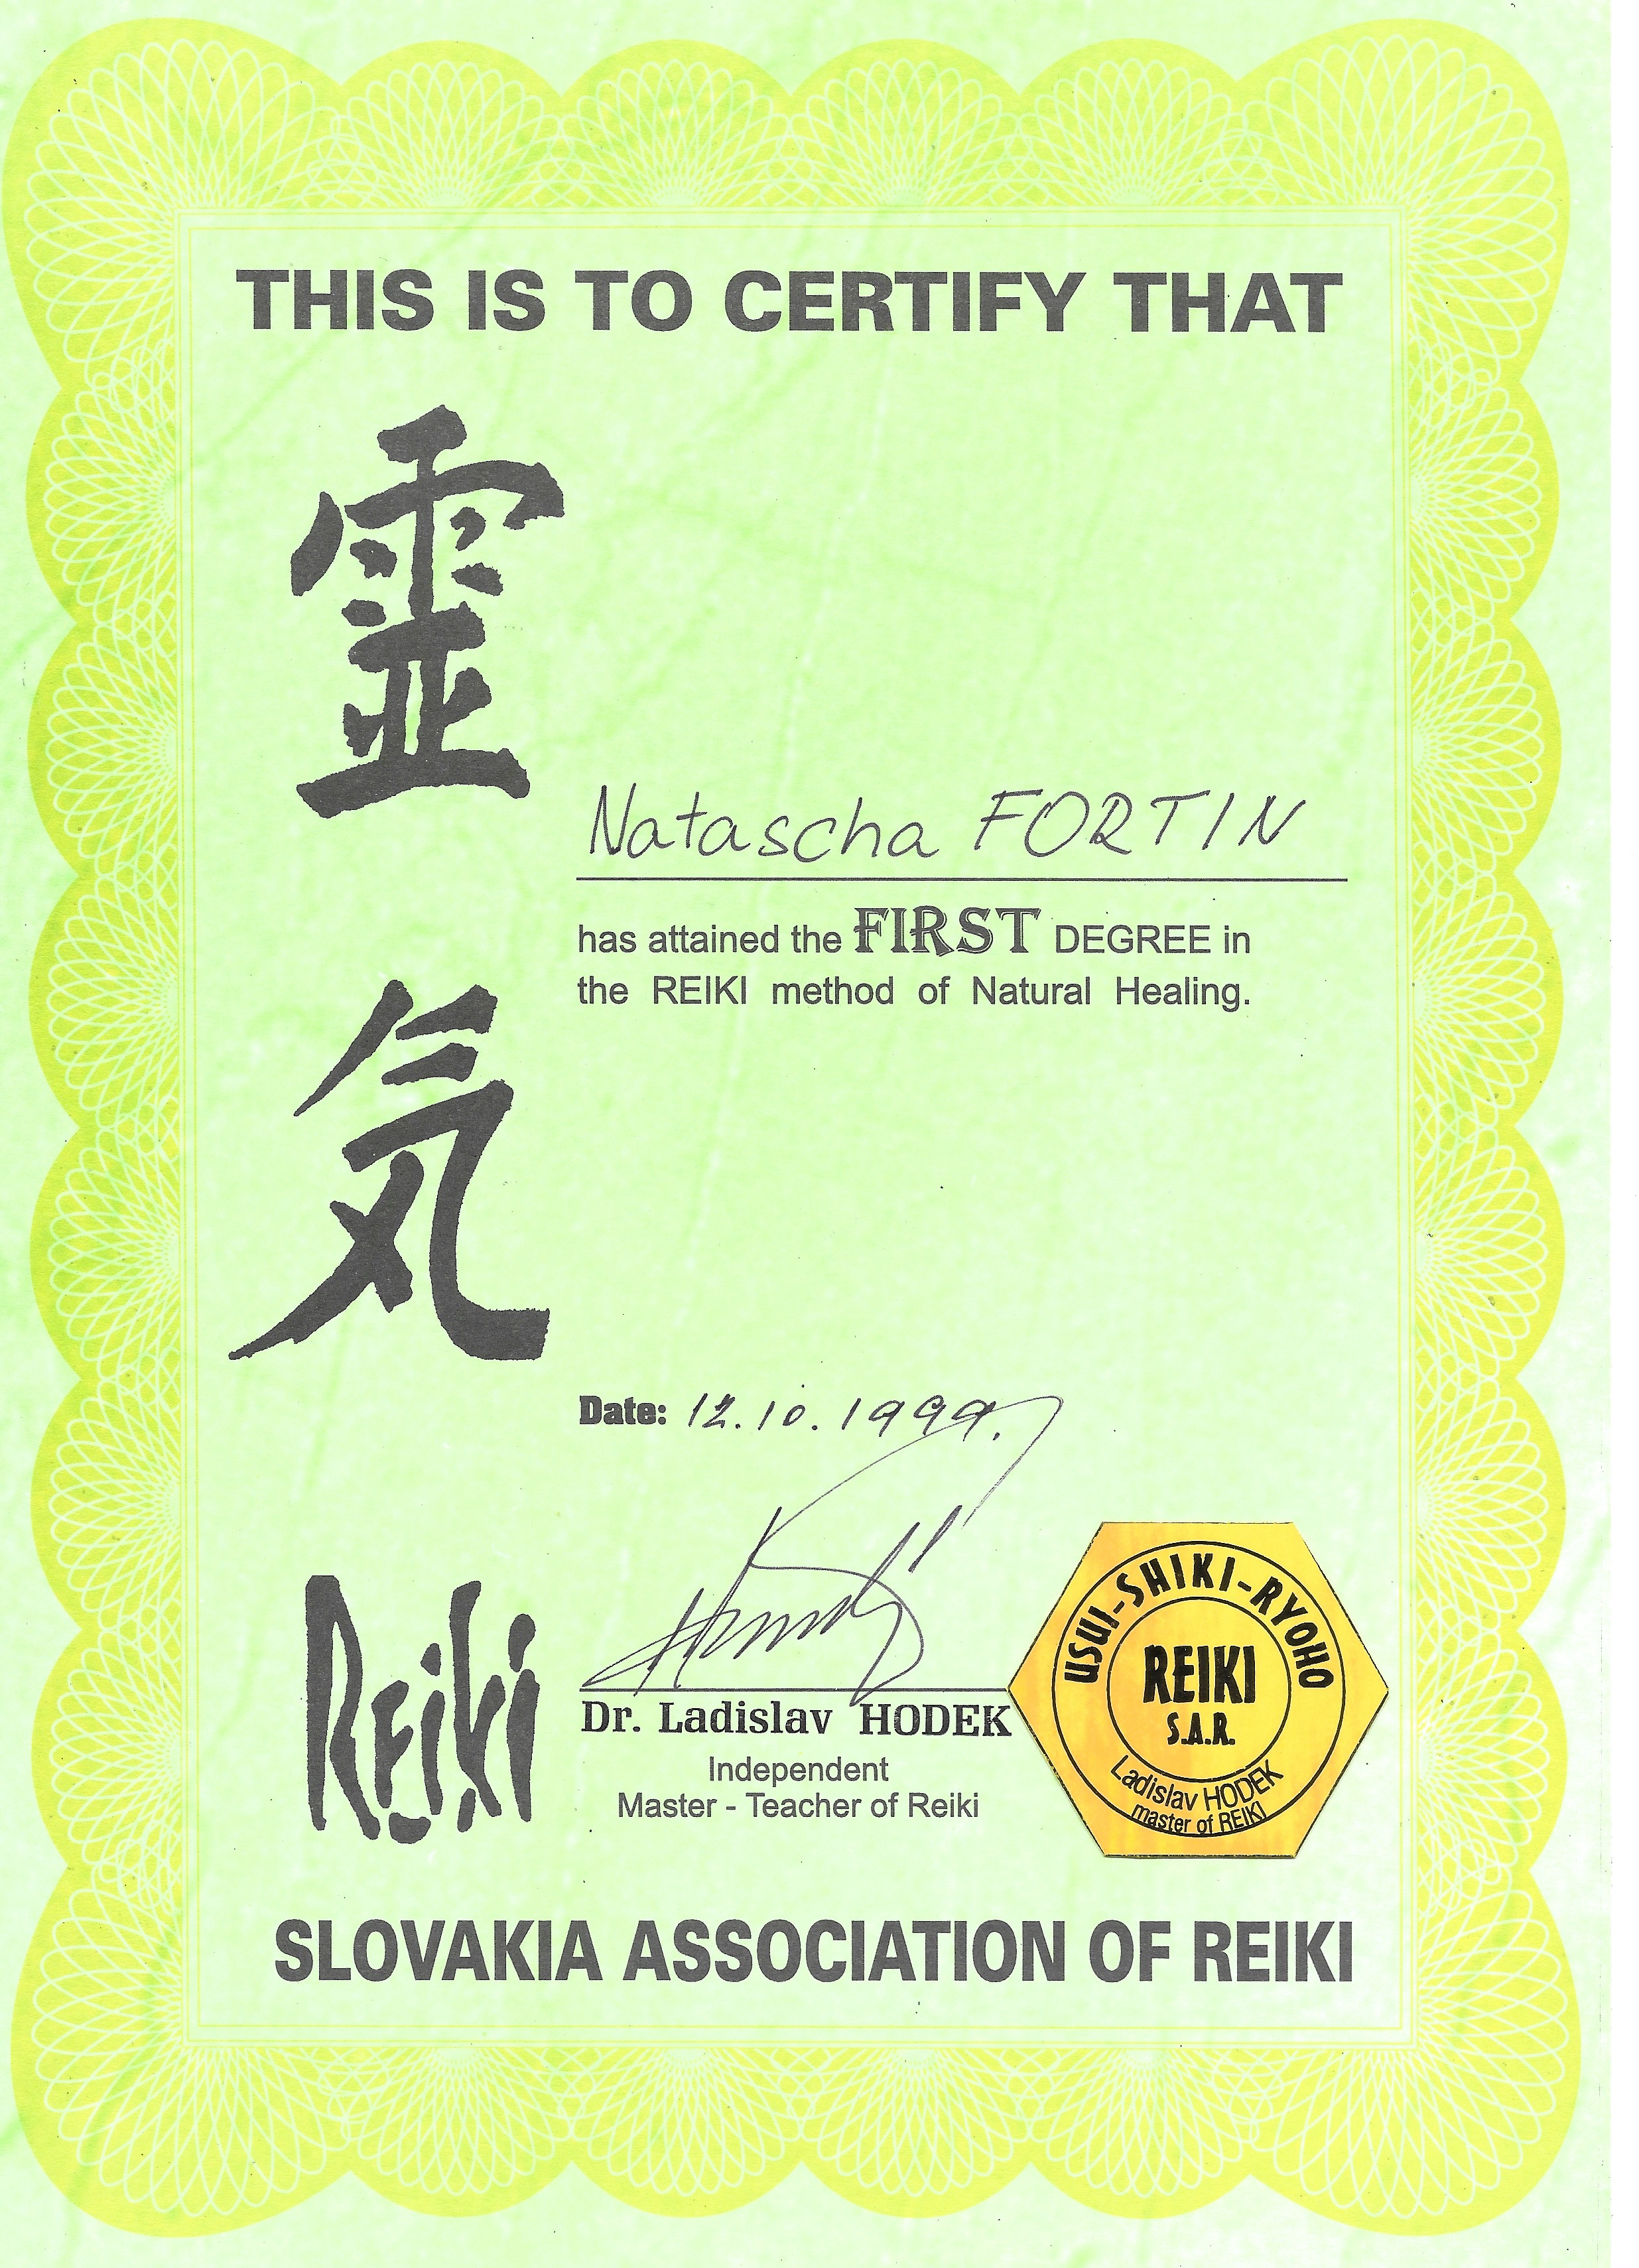 THIS IS TO CERTIFY THAT
靈
気
Natascha FORTIN
has attained the FIRST DEGREE in
the REIKI method of Natural Healing.
Date: 12.10.1999.
Reiki
Dr. Ladislav HODEK
Independent
Master - Teacher of Reiki
USUI-SHIKI-RYOHO
REIKI
S.A.R.
Ladislav HODEK
master of REIKI
SLOVAKIA ASSOCIATION OF REIKI